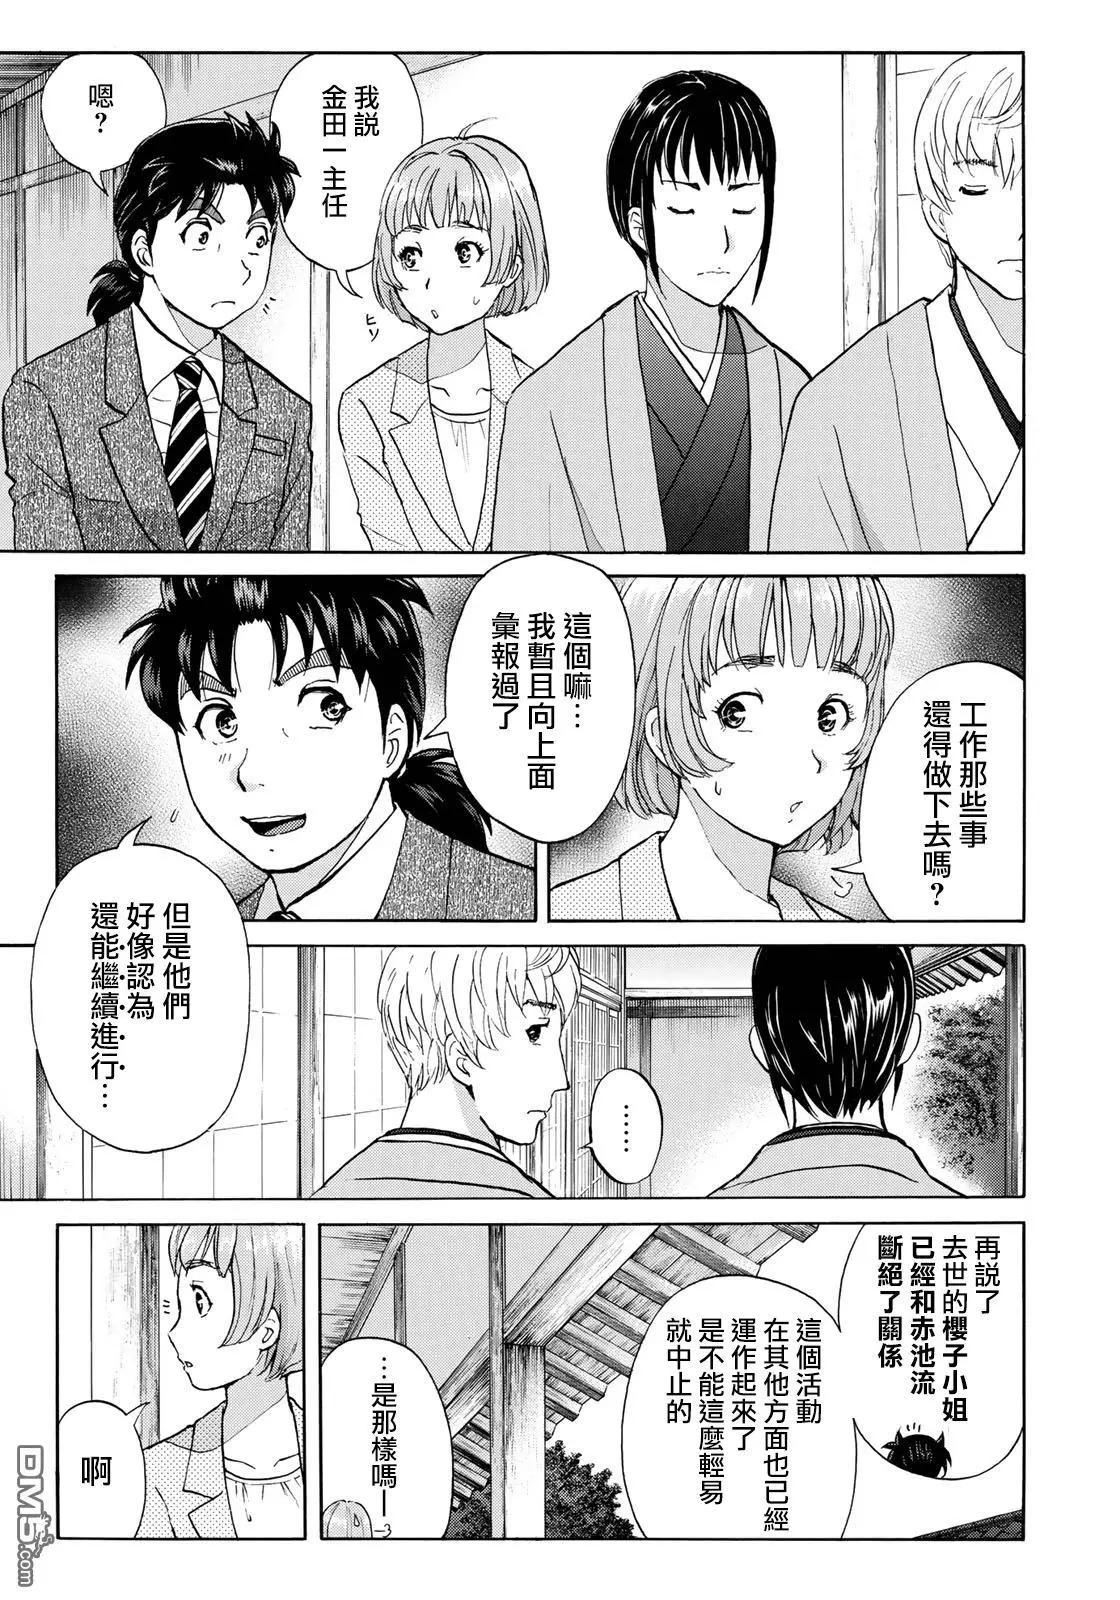 我說
金田一主任
嗯?
ヒソ
工作那些事
還得做下去嗎?
這個嘛…
我暫且向上面
彙報過了
但是他們
好像認為
還能繼續進行…
……
再說了
去世的櫻子小姐
已經和赤池流
斷絕了關係
這個活動
在其他方面也已經
運作起來了
是不能這麼輕易
就中止的
…是那樣嗎—
啊
DM5.com